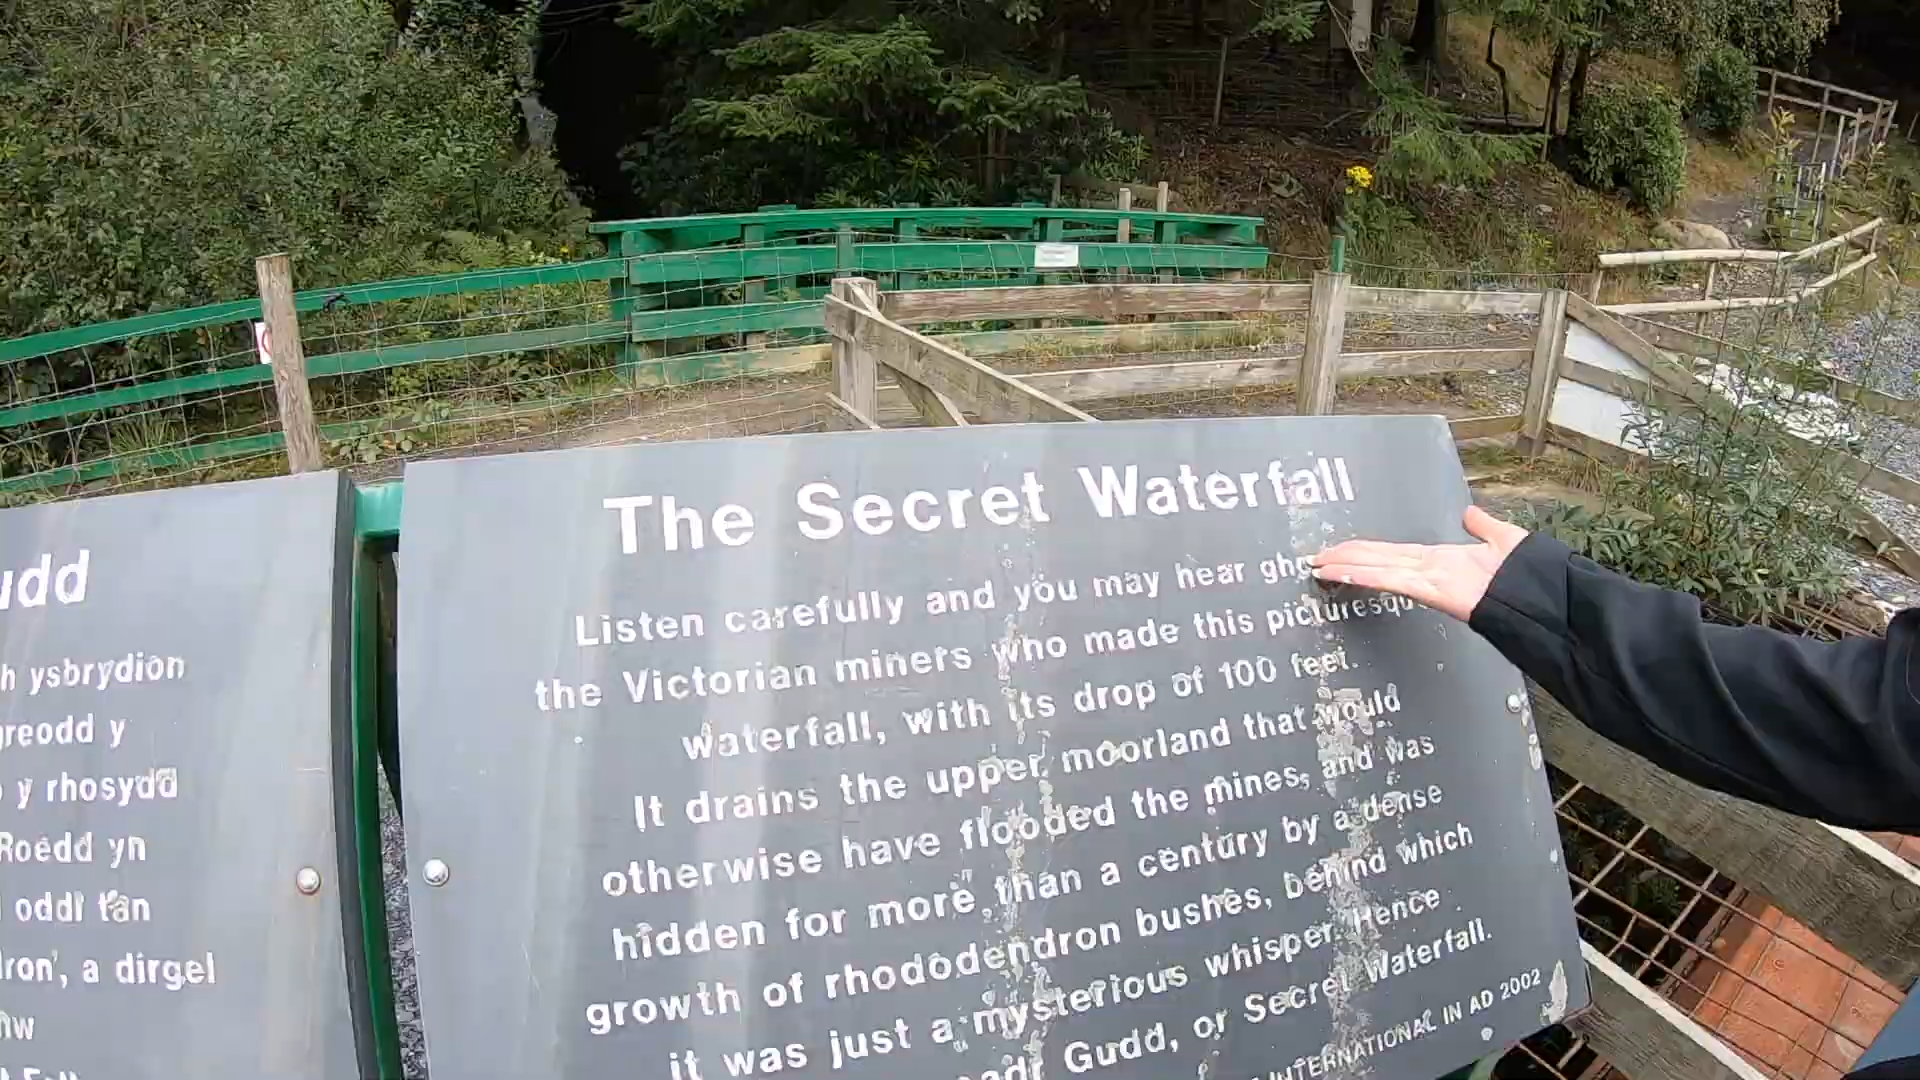 udd
h ysbrydion
greodd y
y rhosydd
Roedd yn
oddi tan
dron', a dirgel
nw
The Secret Waterfall
Listen carefully and you may hear
the Victorian miners who made this picturesque
waterfall, with its drop of 100 feet.
It drains the upper moorland that would
otherwise have flooded the mines, and was
hidden for more than a century by a dense
growth of rhododendron bushes, behind which
it was just a mysterious whisper. Hence
Gudd, or Secret Waterfall.
INTERNATIONAL IN AD 2002